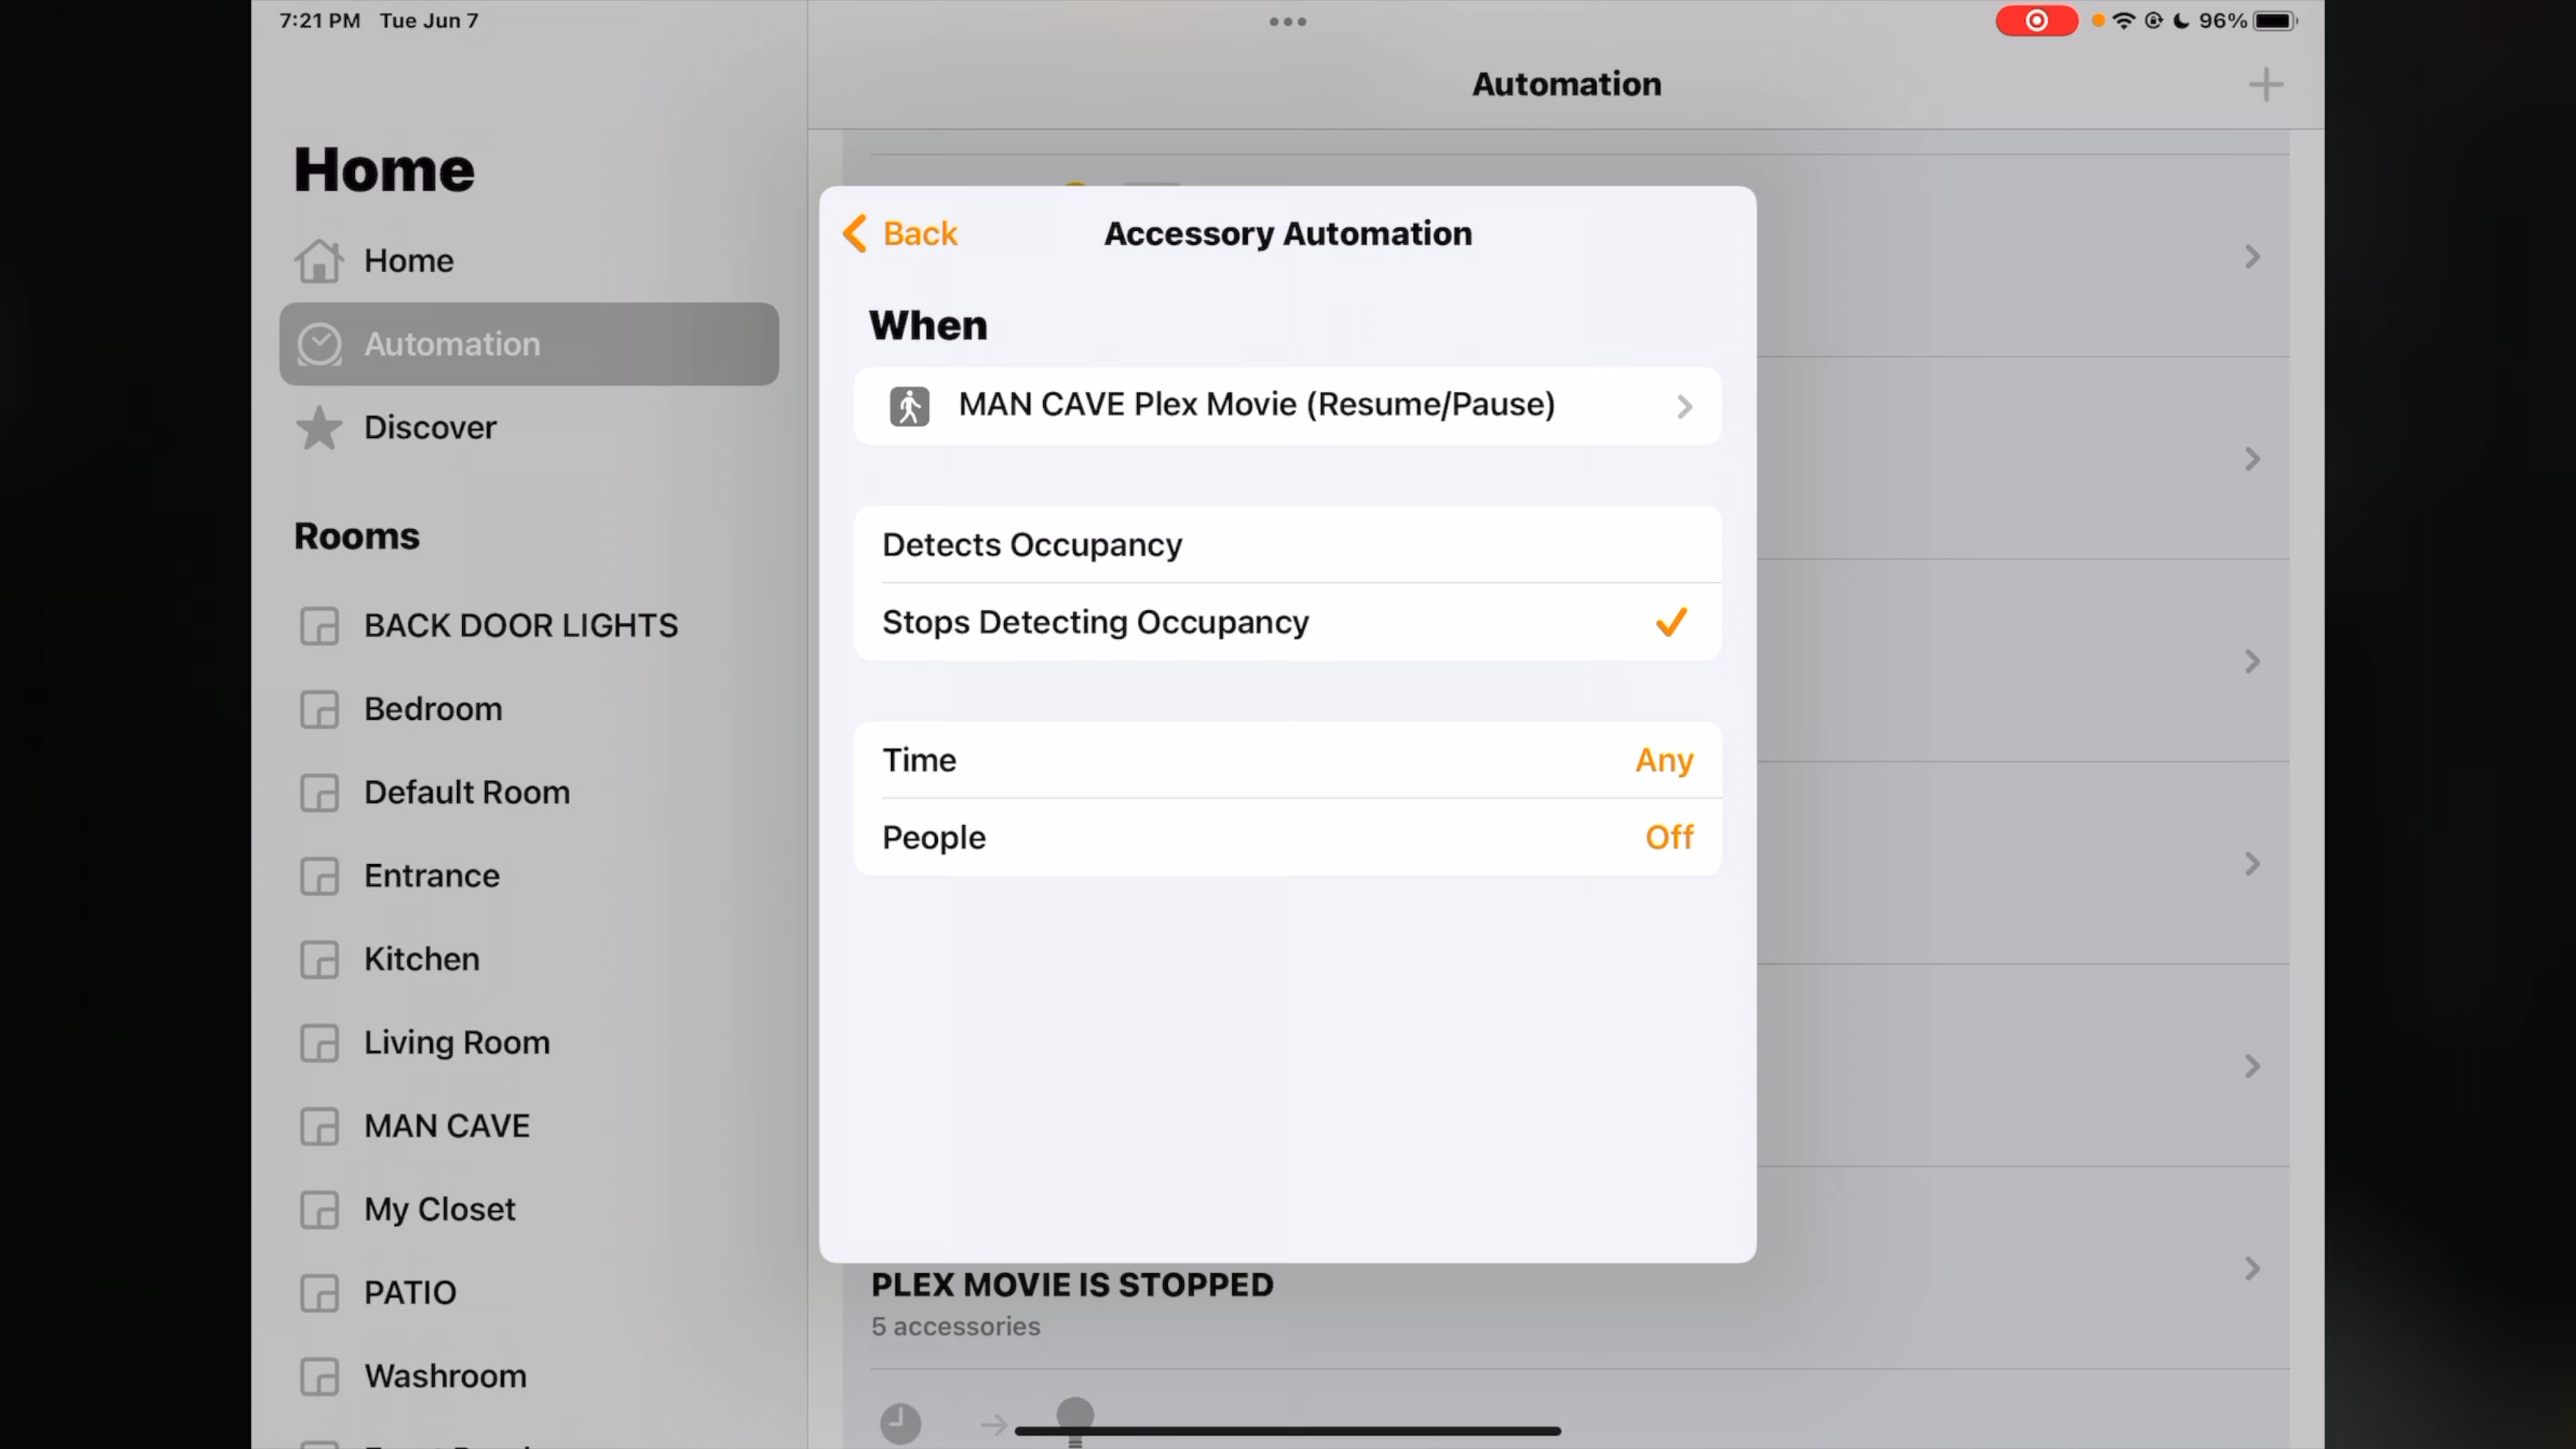 7:21 PM Tue Jun 7
96%
Automation
Home
Home
Automation
Discover
Rooms
BACK DOOR LIGHTS
Bedroom
Default Room
Entrance
Kitchen
Living Room
MAN CAVE
My Closet
PATIO
Washroom
Back
Accessory Automation
When
MAN CAVE Plex Movie (Resume/Pause)
Detects Occupancy
Stops Detecting Occupancy
Time Any
People Off
PLEX MOVIE IS STOPPED
5 accessories